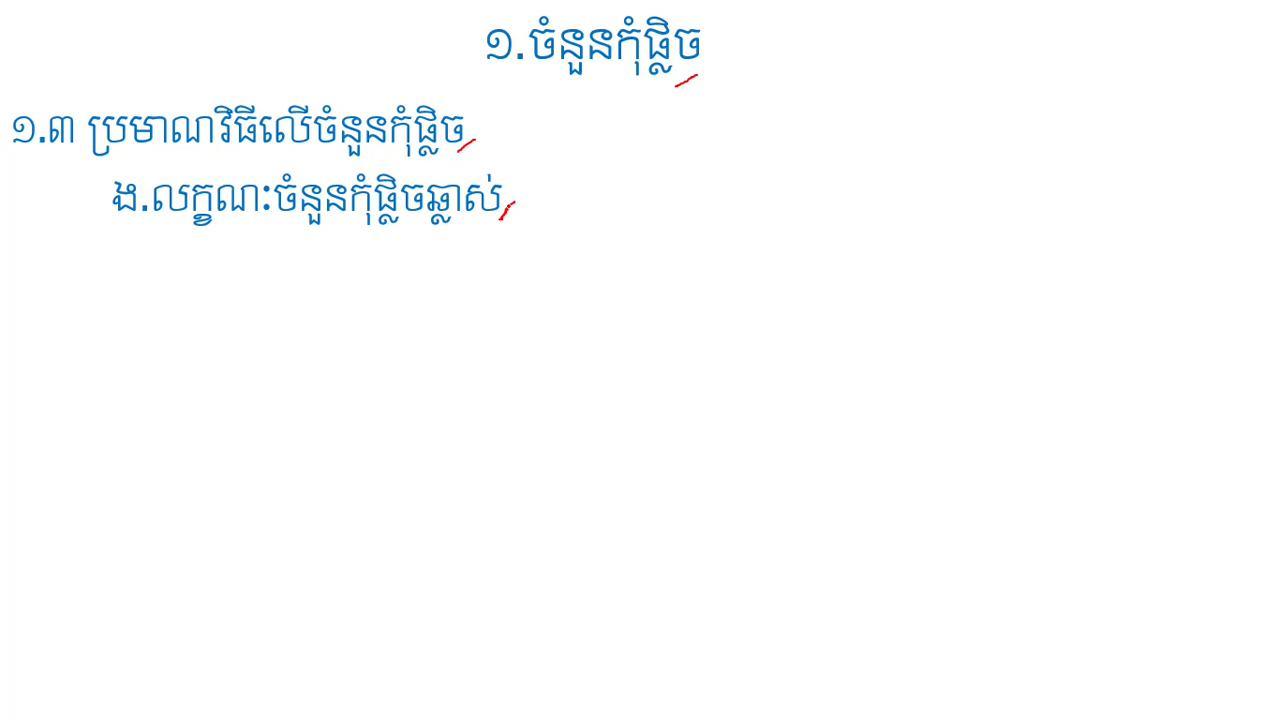 ១.ចំនួនកុំផ្លិច
១.៣ ប្រមាណវិធីលើចំនួនកុំផ្លិច
ង.លក្ខណៈចំនួនកុំផ្លិចឆ្លាស់